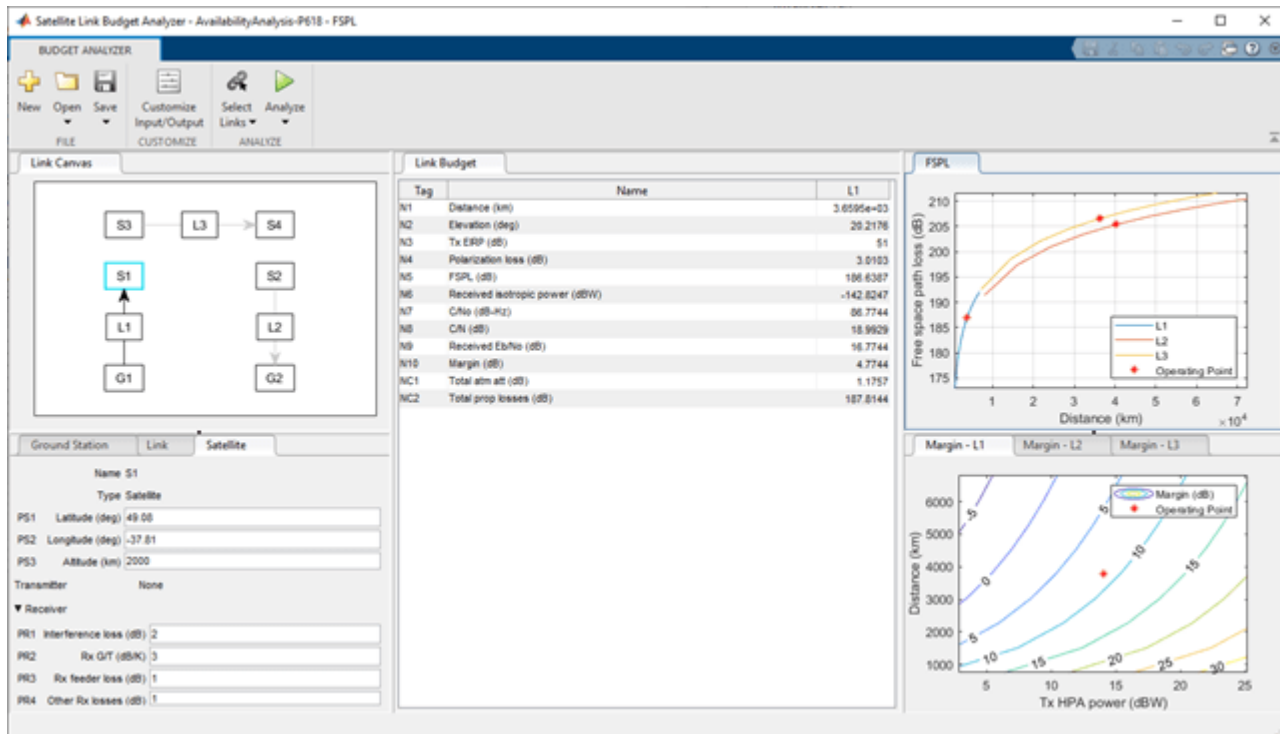 Satellite Link Budget Analyzer - AvailabilityAnalysis-P618 - FSPL
BUDGET ANALYZER
New Open Save Customize Input/Output Select Links Analyze
FILE CUSTOMIZE ANALYZE
Link Canvas
S3 L3 S4
S1 S2
L1 L2
G1 G2
Ground Station Link Satellite
Name S1
Type Satellite
PS1 Latitude (deg) 49.08
PS2 Longitude (deg) -37.81
PS3 Altitude (km) 2000
Transmitter None
Receiver
PR1 Interference loss (dB) 2
PR2 Rx G/T (dB/K) 3
PR3 Rx feeder loss (dB) 1
PR4 Other Rx losses (dB) 1
Link Budget
Tag Name L1
N1 Distance (km) 3.6595e+03
N2 Elevation (deg) 20.2176
N3 Tx EIRP (dB) 51
N4 Polarization loss (dB) 3.0103
N5 FSPL (dB) 186.6387
N6 Received isotropic power (dBW) -142.8247
N7 C/No (dB-Hz) 86.7744
N8 C/N (dB) 18.9929
N9 Received Eb/No (dB) 16.7744
N10 Margin (dB) 4.7744
NC1 Total atm att (dB) 1.1757
NC2 Total prop losses (dB) 187.8144
FSPL
Free space path loss (dB)
210
205
200
195
190
185
180
175
L1
L2
L3
Operating Point
1 2 3 4 5 6 7
Distance (km) ×10⁴
Margin - L1 Margin - L2 Margin - L3
Distance (km)
6000
5000
4000
3000
2000
1000
Margin (dB)
Operating Point
-5 5
10
0 15
5
10 15 20 25 30
5 10 15 20 25
Tx HPA power (dBW)